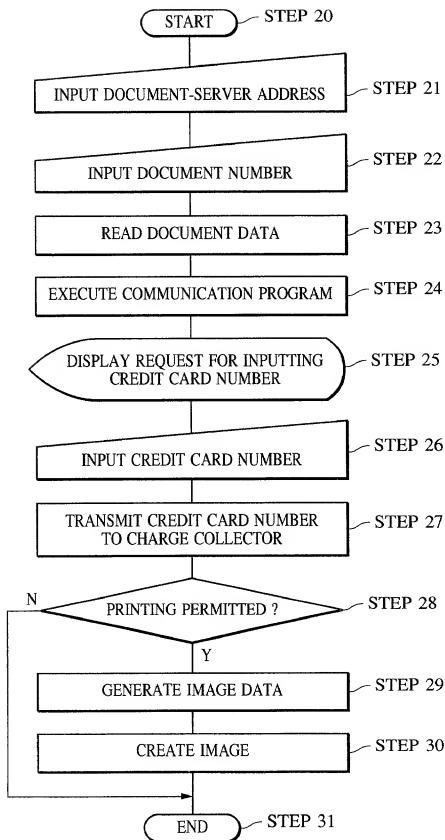 START STEP 20
INPUT DOCUMENT-SERVER ADDRESS STEP 21
INPUT DOCUMENT NUMBER STEP 22
READ DOCUMENT DATA STEP 23
EXECUTE COMMUNICATION PROGRAM STEP 24
DISPLAY REQUEST FOR INPUTTING
CREDIT CARD NUMBER STEP 25
INPUT CREDIT CARD NUMBER STEP 26
TRANSMIT CREDIT CARD NUMBER
TO CHARGE COLLECTOR STEP 27
N PRINTING PERMITTED ? STEP 28
Y
GENERATE IMAGE DATA STEP 29
CREATE IMAGE STEP 30
END STEP 31